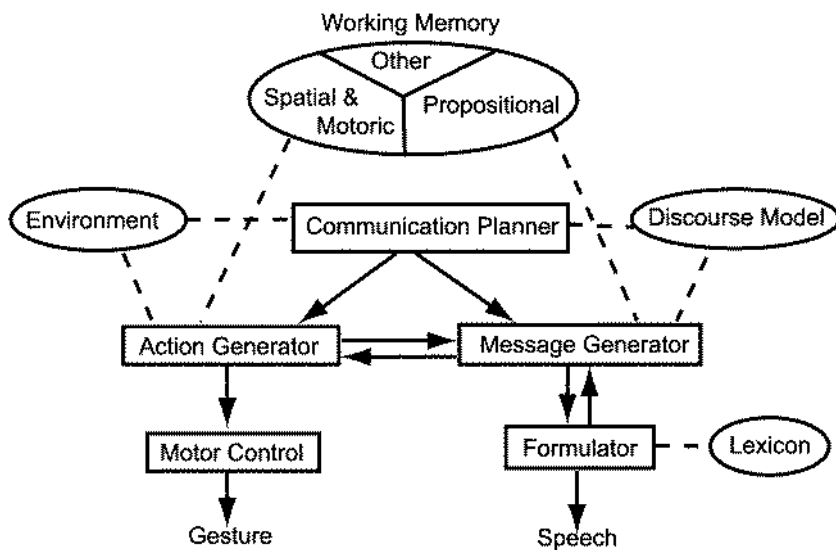 Working Memory
Other
Spatial &
Motoric
Propositional
Environment
Communication Planner
Discourse Model
Action Generator
Message Generator
Motor Control
Formulator
Lexicon
Gesture
Speech